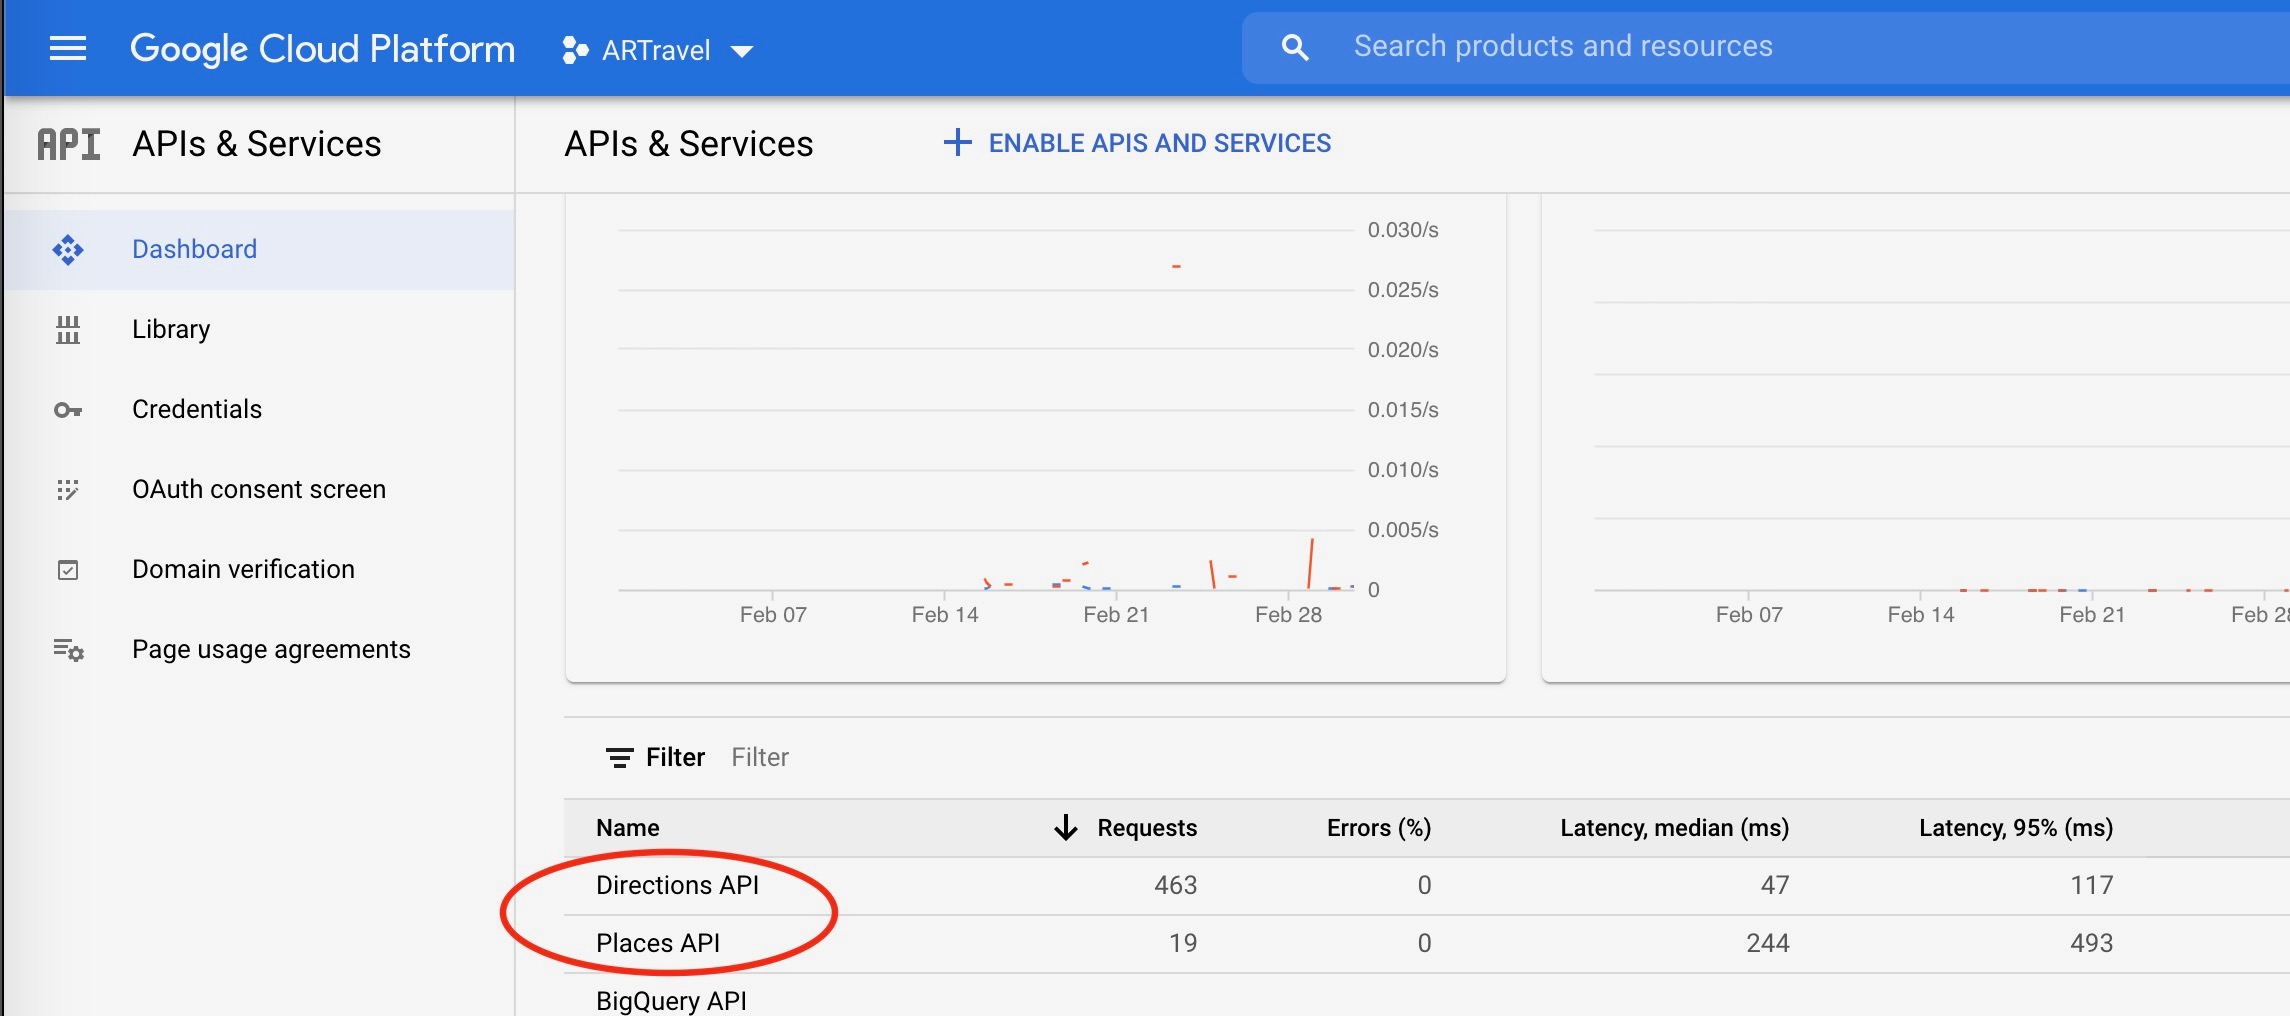 Google Cloud Platform ARTravel Search products and resources
API APIs & Services
APIs & Services ENABLE APIS AND SERVICES
Dashboard
Library
Credentials
OAuth consent screen
Domain verification
Page usage agreements
0.030/s
0.025/s
0.020/s
0.015/s
0.010/s
0.005/s
0
Feb 07 Feb 14 Feb 21 Feb 28
Feb 07 Feb 14 Feb 21 Feb 28
Filter Filter
Name Requests Errors (%) Latency, median (ms) Latency, 95% (ms)
Directions API 463 0 47 117
Places API 19 0 244 493
BigQuery API